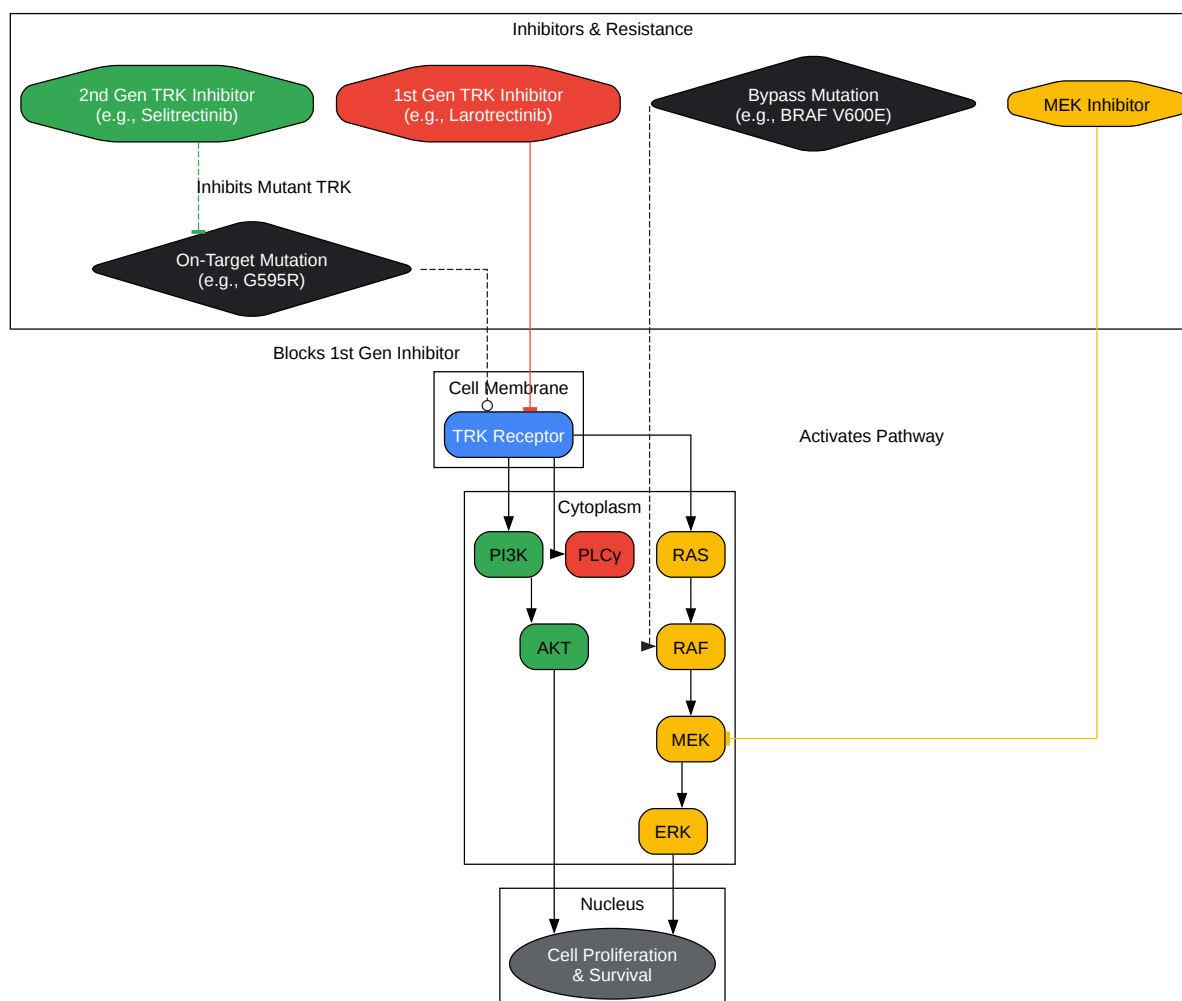 Inhibitors & Resistance
2nd Gen TRK Inhibitor
(e.g., Selitrectinib)
1st Gen TRK Inhibitor
(e.g., Larotrectinib)
Bypass Mutation
(e.g., BRAF V600E)
MEK Inhibitor
Inhibits Mutant TRK
On-Target Mutation
(e.g., G595R)
Blocks 1st Gen Inhibitor
Cell Membrane
TRK Receptor
Activates Pathway
Cytoplasm
PI3K
PLCγ
RAS
AKT
RAF
MEK
ERK
Nucleus
Cell Proliferation
& Survival